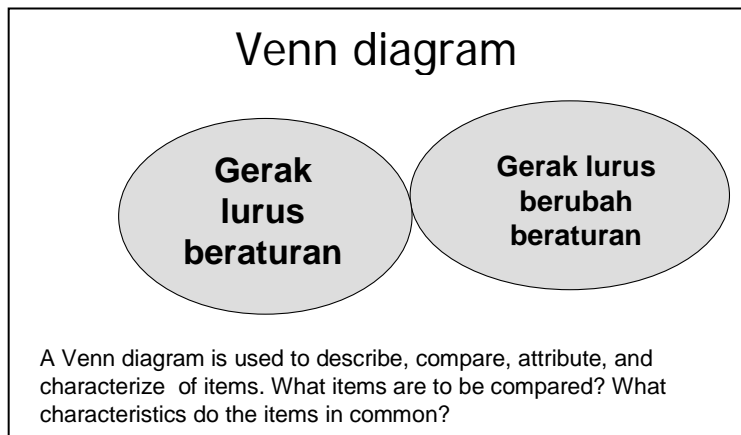 Venn diagram
Gerak
lurus
beraturan
Gerak lurus
berubah
beraturan
A Venn diagram is used to describe, compare, attribute, and
characterize  of items. What items are to be compared? What
characteristics do the items in common?